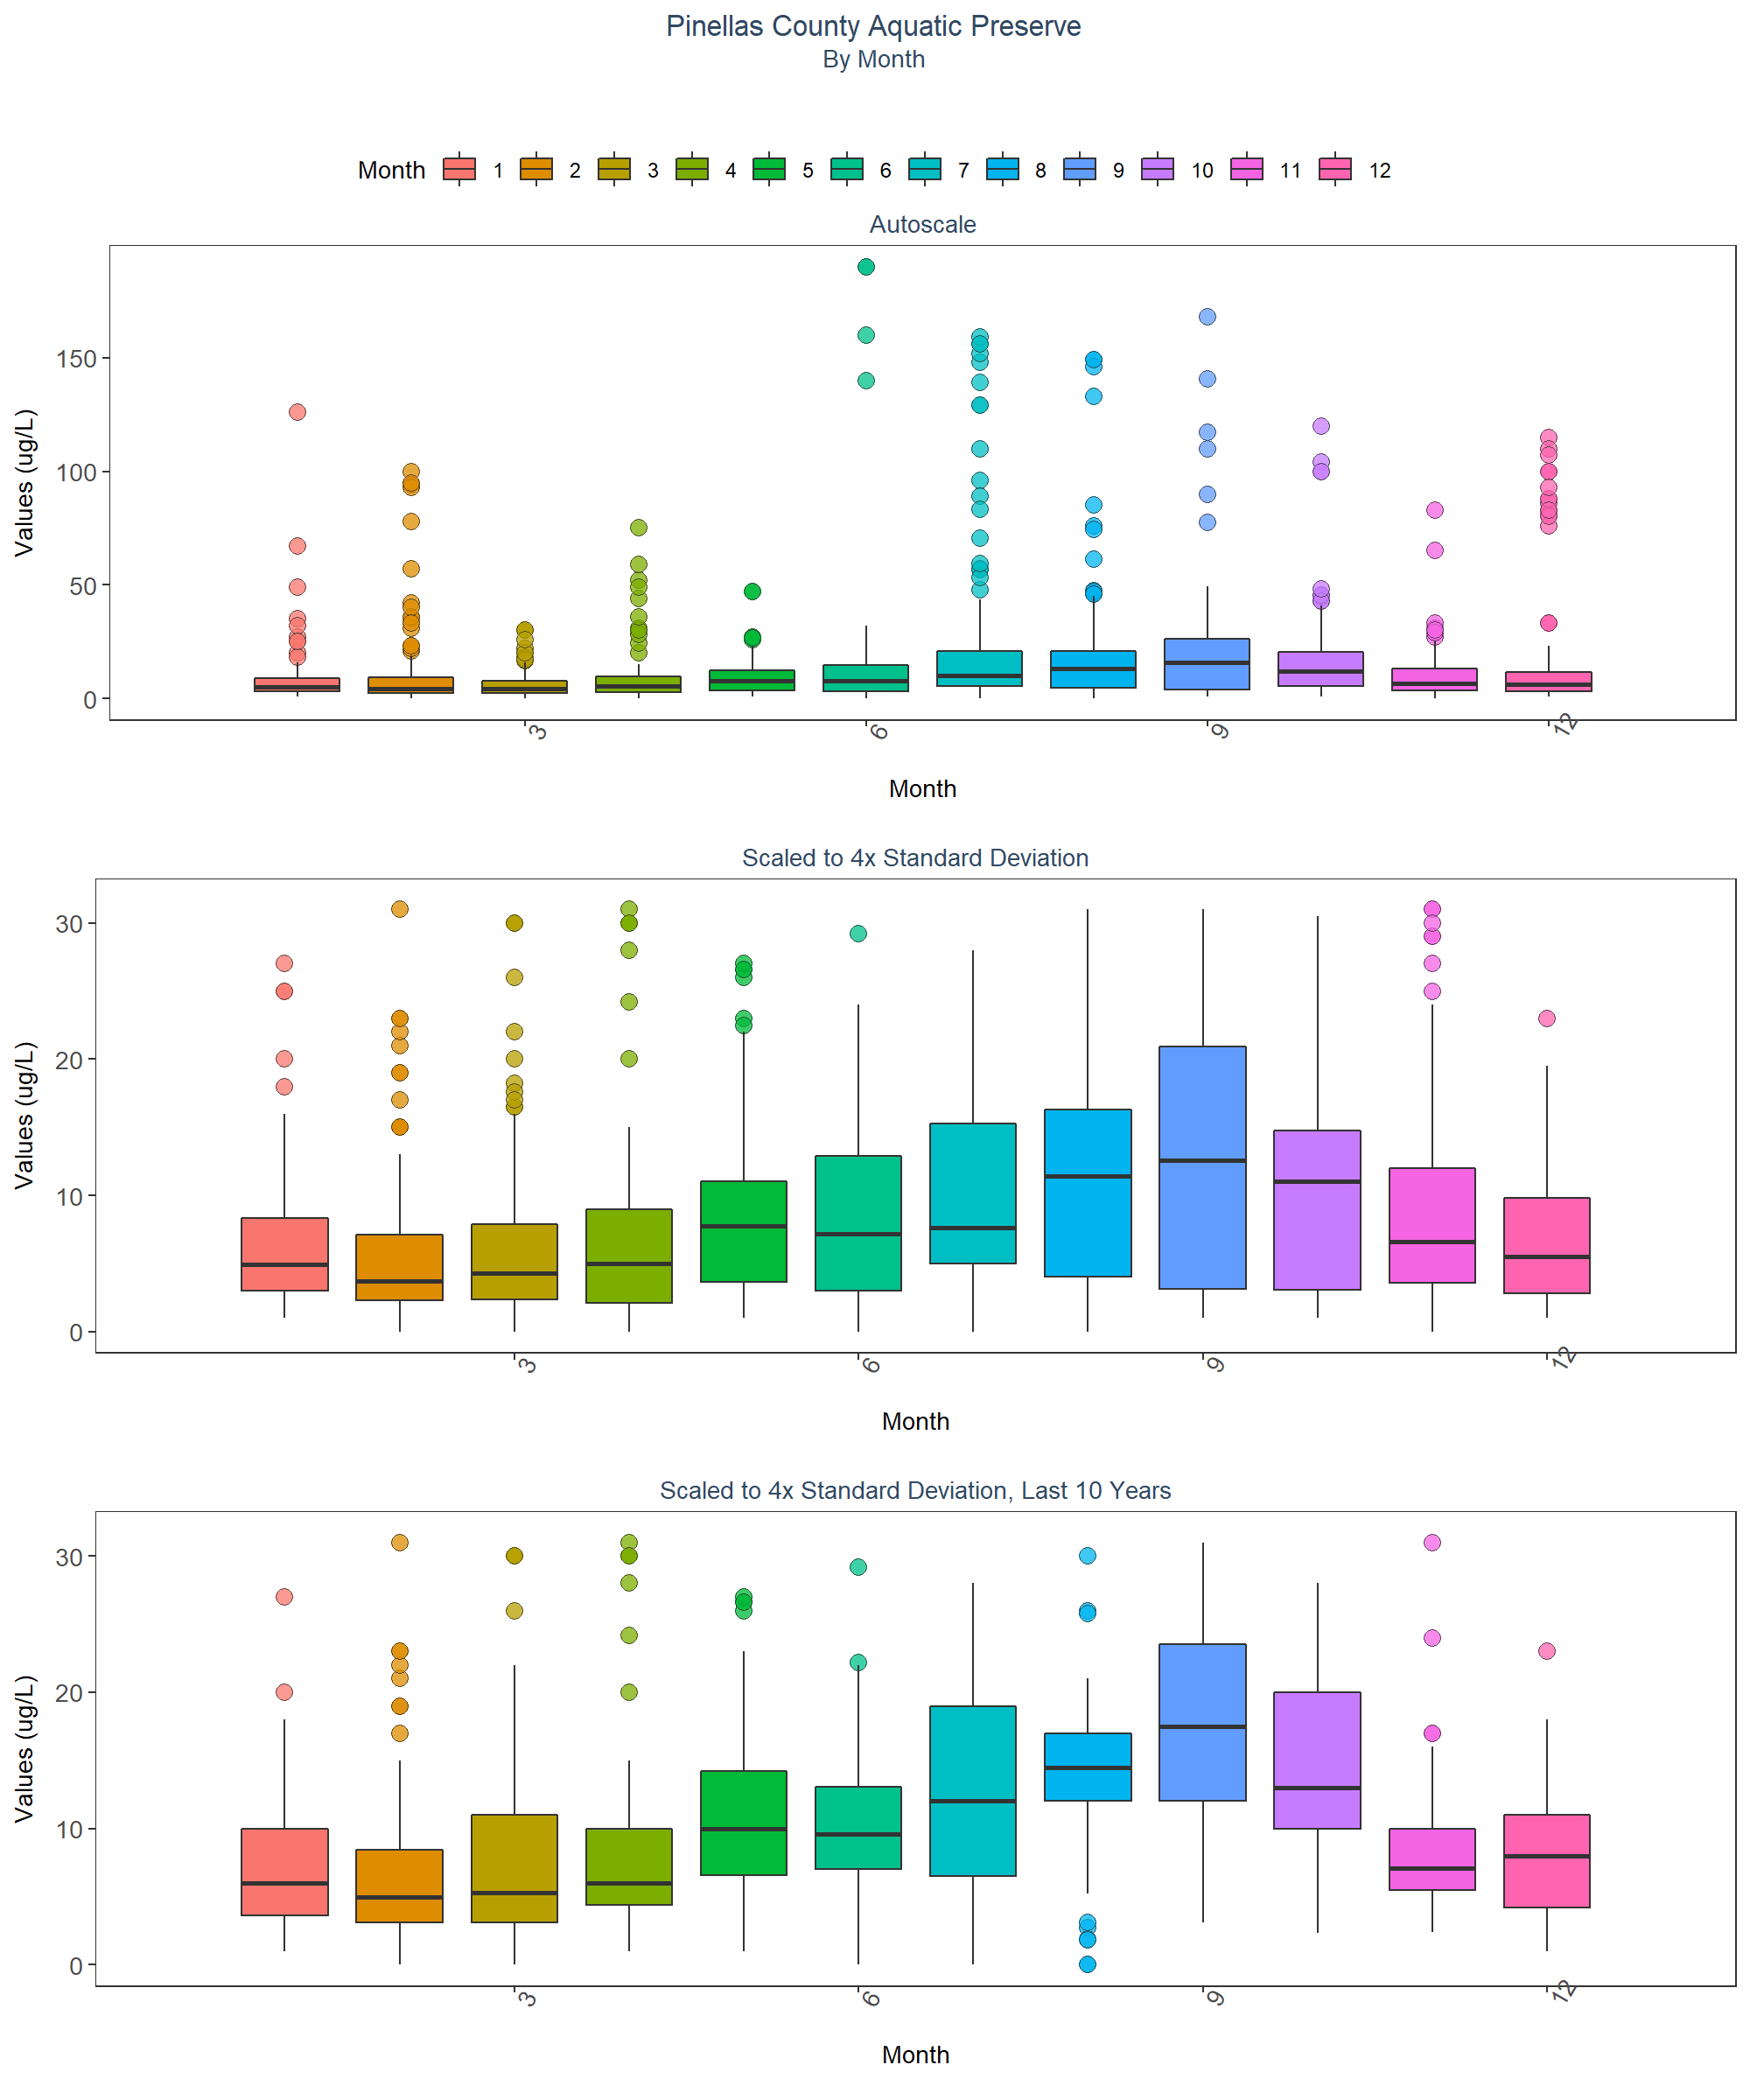 Pinellas County Aquatic Preserve
By Month
Month 1 2 3 4 5 6 7 8 9 10 11 12
Autoscale
Values (ug/L)
150
100
50
0
3 6 9 12
Month
Scaled to 4x Standard Deviation
Values (ug/L)
30
20
10
0
3 6 9 12
Month
Scaled to 4x Standard Deviation, Last 10 Years
Values (ug/L)
30
20
10
0
3 6 9 12
Month